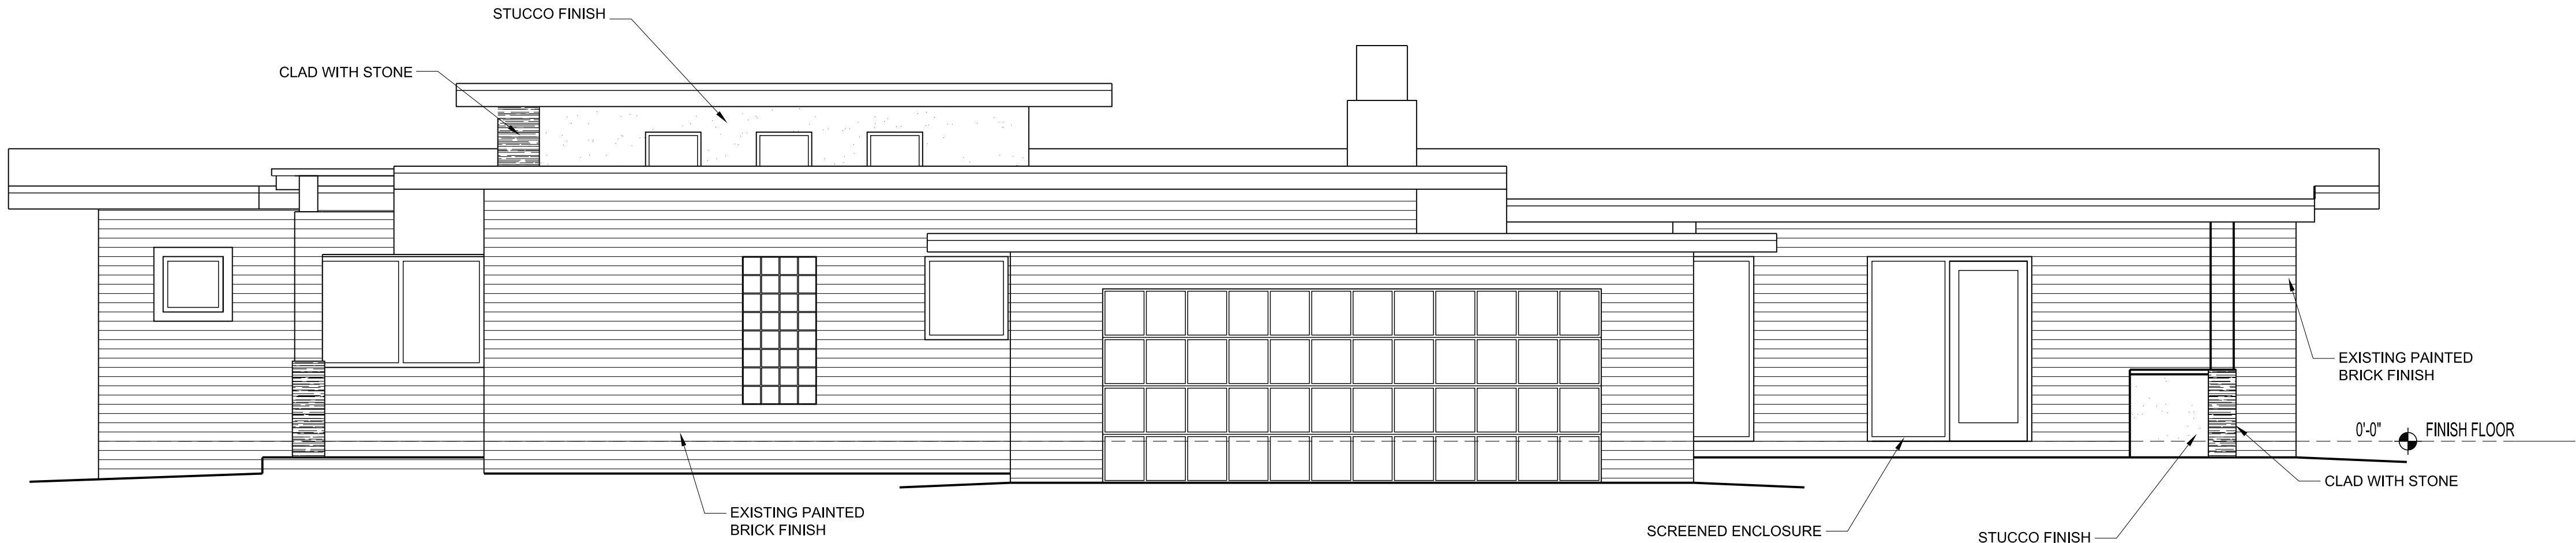 STUCCO FINISH
CLAD WITH STONE
EXISTING PAINTED
BRICK FINISH
0'-0" FINISH FLOOR
CLAD WITH STONE
EXISTING PAINTED
BRICK FINISH
SCREENED ENCLOSURE
STUCCO FINISH